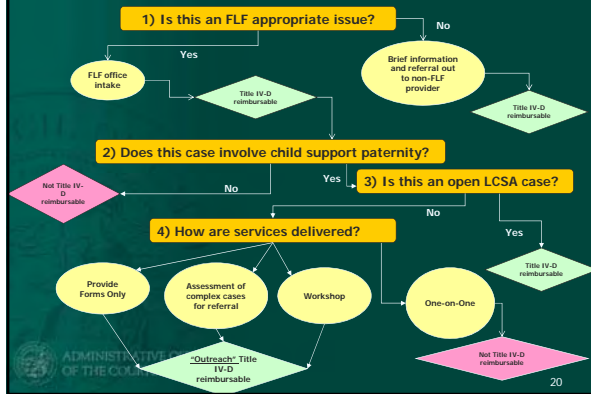 1) Is this an FLF appropriate issue?
Yes
No
FLF office
intake
Title IV-D
reimbursable
Brief information
and referral out
to non-FLF
provider
Title IV-D
reimbursable
2) Does this case involve child support paternity?
Not Title IV-
D
reimbursable
No
Yes
3) Is this an open LCSA case?
No
Yes
4) How are services delivered?
Title IV-D
reimbursable
Provide
Forms Only
Assessment of
complex cases
for referral
Workshop
One-on-One
"Outreach" Title
IV-D
reimbursable
Not Title IV-D
reimbursable
ADMINISTRATIVE
OF THE
20